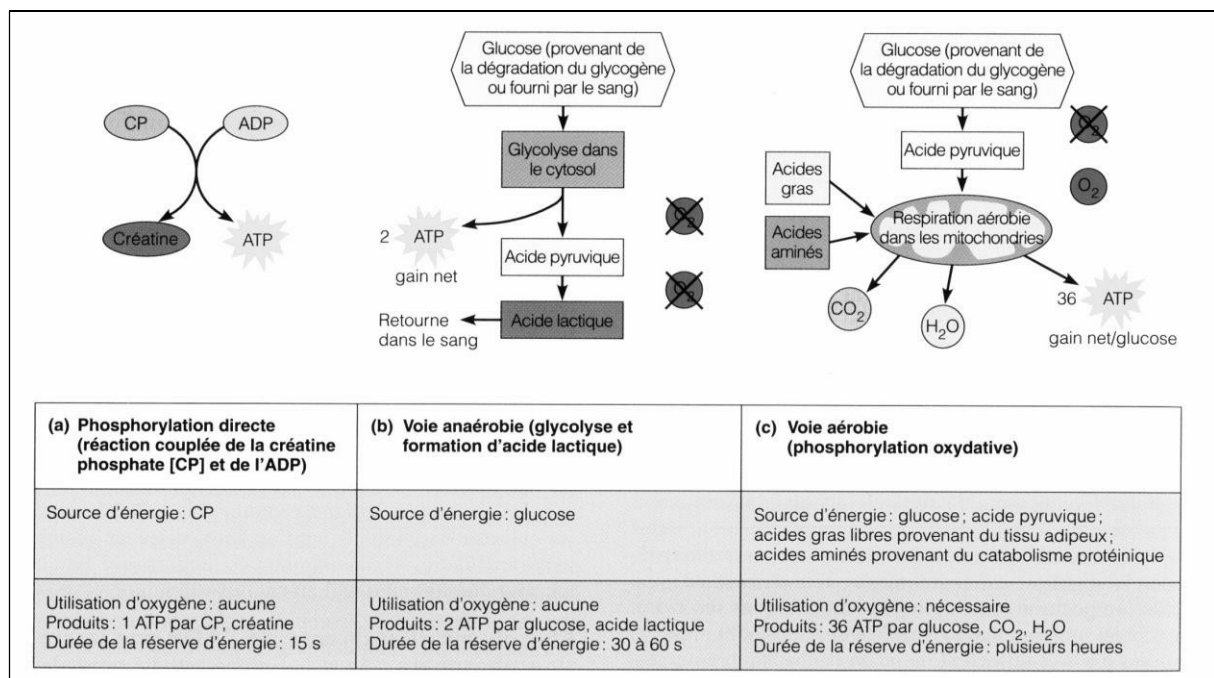 CP
ADP
Créatine
ATP
Glucose (provenant de
la dégradation du glycogène
ou fourni par le sang)
Glycolyse dans
le cytosol
O2
2 ATP
gain net
Acide pyruvique
O2
Retourne
dans le sang
Acide lactique
Glucose (provenant de
la dégradation du glycogène
ou fourni par le sang)
O2
Acide pyruvique
Acides
gras
O2
Acides
aminés
Respiration aérobie
dans les mitochondries
CO2
H2O
36 ATP
gain net/glucose
(a) Phosphorylation directe
(réaction couplée de la créatine
phosphate [CP] et de l'ADP)
(b) Voie anaérobie (glycolyse et
formation d'acide lactique)
(c) Voie aérobie
(phosphorylation oxydative)
Source d'énergie : CP
Source d'énergie : glucose
Source d'énergie : glucose ; acide pyruvique ;
acides gras libres provenant du tissu adipeux ;
acides aminés provenant du catabolisme protéinique
Utilisation d'oxygène : aucune
Produits : 1 ATP par CP, créatine
Durée de la réserve d'énergie : 15 s
Utilisation d'oxygène : aucune
Produits : 2 ATP par glucose, acide lactique
Durée de la réserve d'énergie : 30 à 60 s
Utilisation d'oxygène : nécessaire
Produits : 36 ATP par glucose, CO2, H2O
Durée de la réserve d'énergie : plusieurs heures